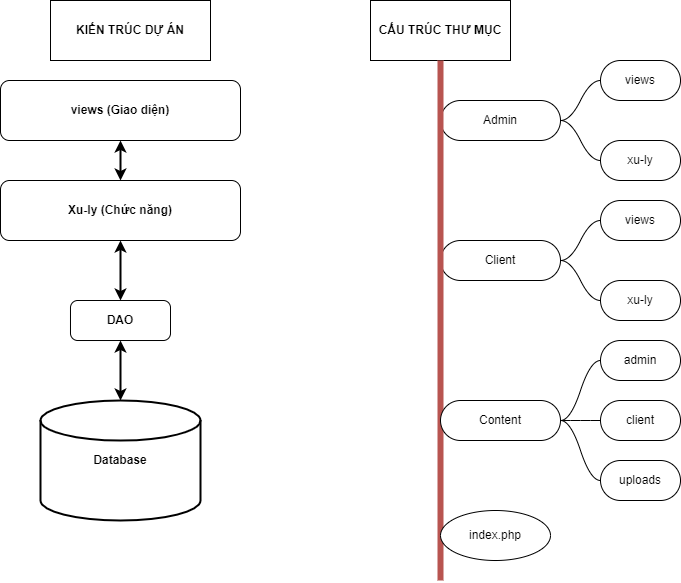 KIẾN TRÚC DỰ ÁN
views (Giao diện)
Xu-ly (Chức năng)
DAO
Database
CẤU TRÚC THƯ MỤC
Admin
views
xu-ly
Client
views
xu-ly
Content
admin
client
uploads
index.php